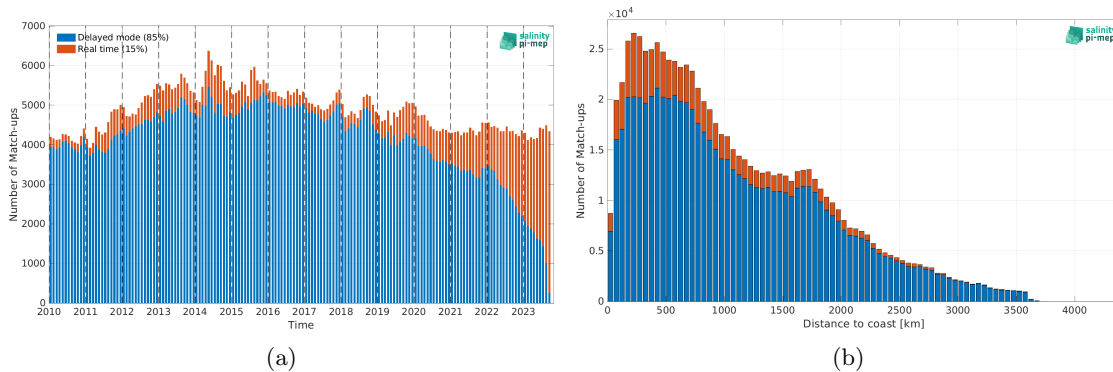 Delayed mode (85%)
Real time (15%)
salinity
pi-mep
Number of Match-ups
7000
6000
5000
4000
3000
2000
1000
0
2010 2011 2012 2013 2014 2015 2016 2017 2018 2019 2020 2021 2022 2023
Time
(a)
×10⁴
salinity
pi-mep
Number of Match-ups
2.5
2
1.5
1
0.5
0
0 500 1000 1500 2000 2500 3000 3500 4000
Distance to coast [km]
(b)